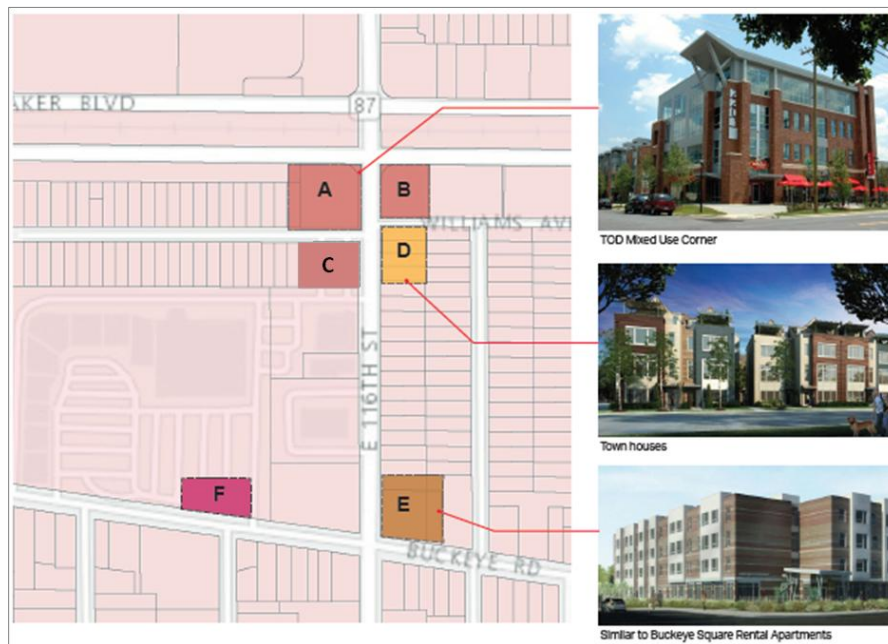 AKER BLVD
87
A
B
WILLIAMS AVE
C
D
E 116TH ST
F
E
BUCKEYE RD
TOD Mixed Use Corner
Town houses
Similar to Buckeye Square Rental Apartments